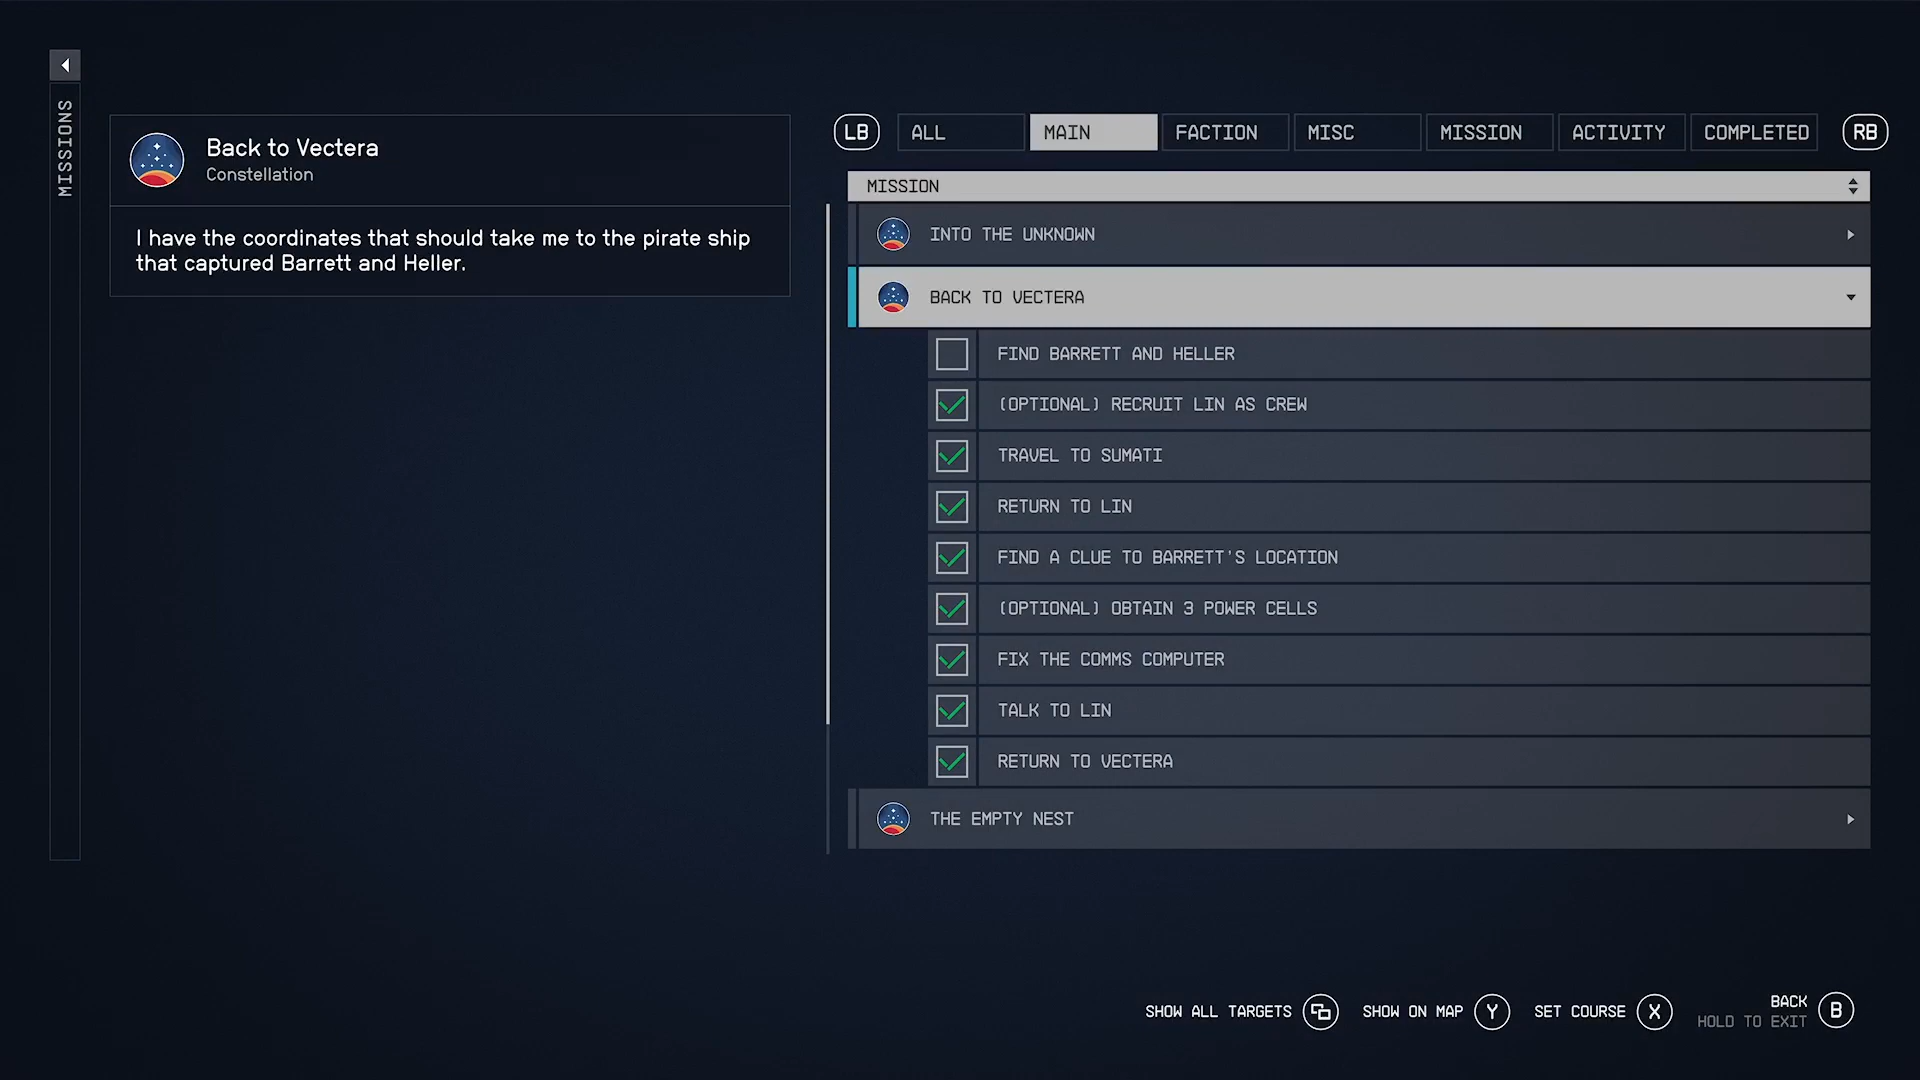 MISSIONS
Back to Vectera
Constellation
I have the coordinates that should take me to the pirate ship
that captured Barrett and Heller.
LB ALL MAIN FACTION MISC MISSION ACTIVITY COMPLETED RB
MISSION
INTO THE UNKNOWN
BACK TO VECTERA
FIND BARRETT AND HELLER
(OPTIONAL) RECRUIT LIN AS CREW
TRAVEL TO SUMATI
RETURN TO LIN
FIND A CLUE TO BARRETT'S LOCATION
(OPTIONAL) OBTAIN 3 POWER CELLS
FIX THE COMMS COMPUTER
TALK TO LIN
RETURN TO VECTERA
THE EMPTY NEST
SHOW ALL TARGETS SHOW ON MAP Y SET COURSE X BACK B
HOLD TO EXIT